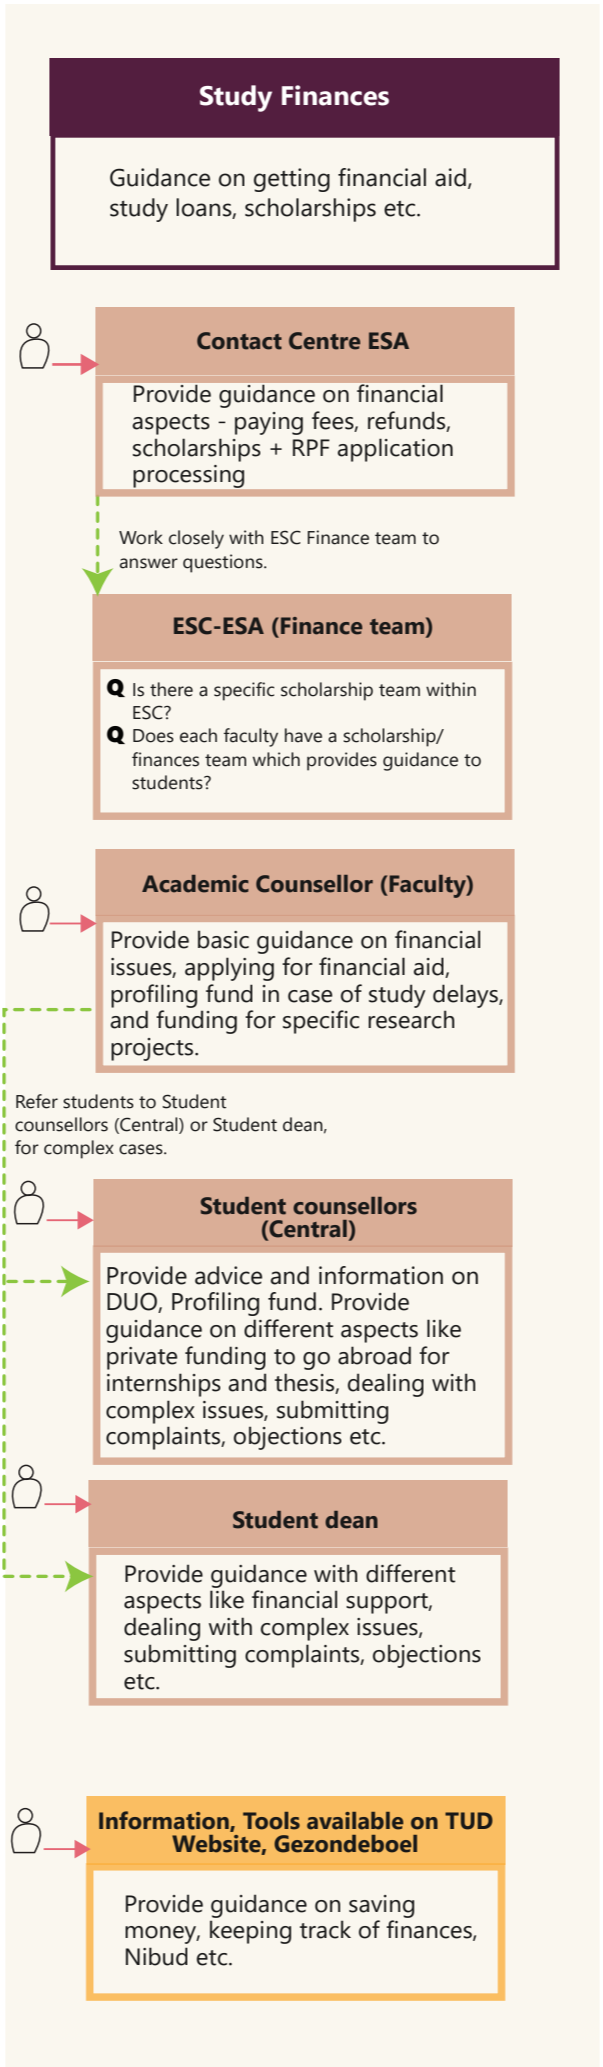 Study Finances
Guidance on getting financial aid,
study loans, scholarships etc.
Contact Centre ESA
Provide guidance on financial
aspects - paying fees, refunds,
scholarships + RPF application
processing
Work closely with ESC Finance team to
answer questions.
ESC-ESA (Finance team)
Q Is there a specific scholarship team within
ESC?
Q Does each faculty have a scholarship/
finances team which provides guidance to
students?
Academic Counsellor (Faculty)
Provide basic guidance on financial
issues, applying for financial aid,
profiling fund in case of study delays,
and funding for specific research
projects.
Refer students to Student
counsellors (Central) or Student dean,
for complex cases.
Student counsellors
(Central)
Provide advice and information on
DUO, Profiling fund. Provide
guidance on different aspects like
private funding to go abroad for
internships and thesis, dealing with
complex issues, submitting
complaints, objections etc.
Student dean
Provide guidance with different
aspects like financial support,
dealing with complex issues,
submitting complaints, objections
etc.
Information, Tools available on TUD
Website, Gezondeboel
Provide guidance on saving
money, keeping track of finances,
Nibud etc.